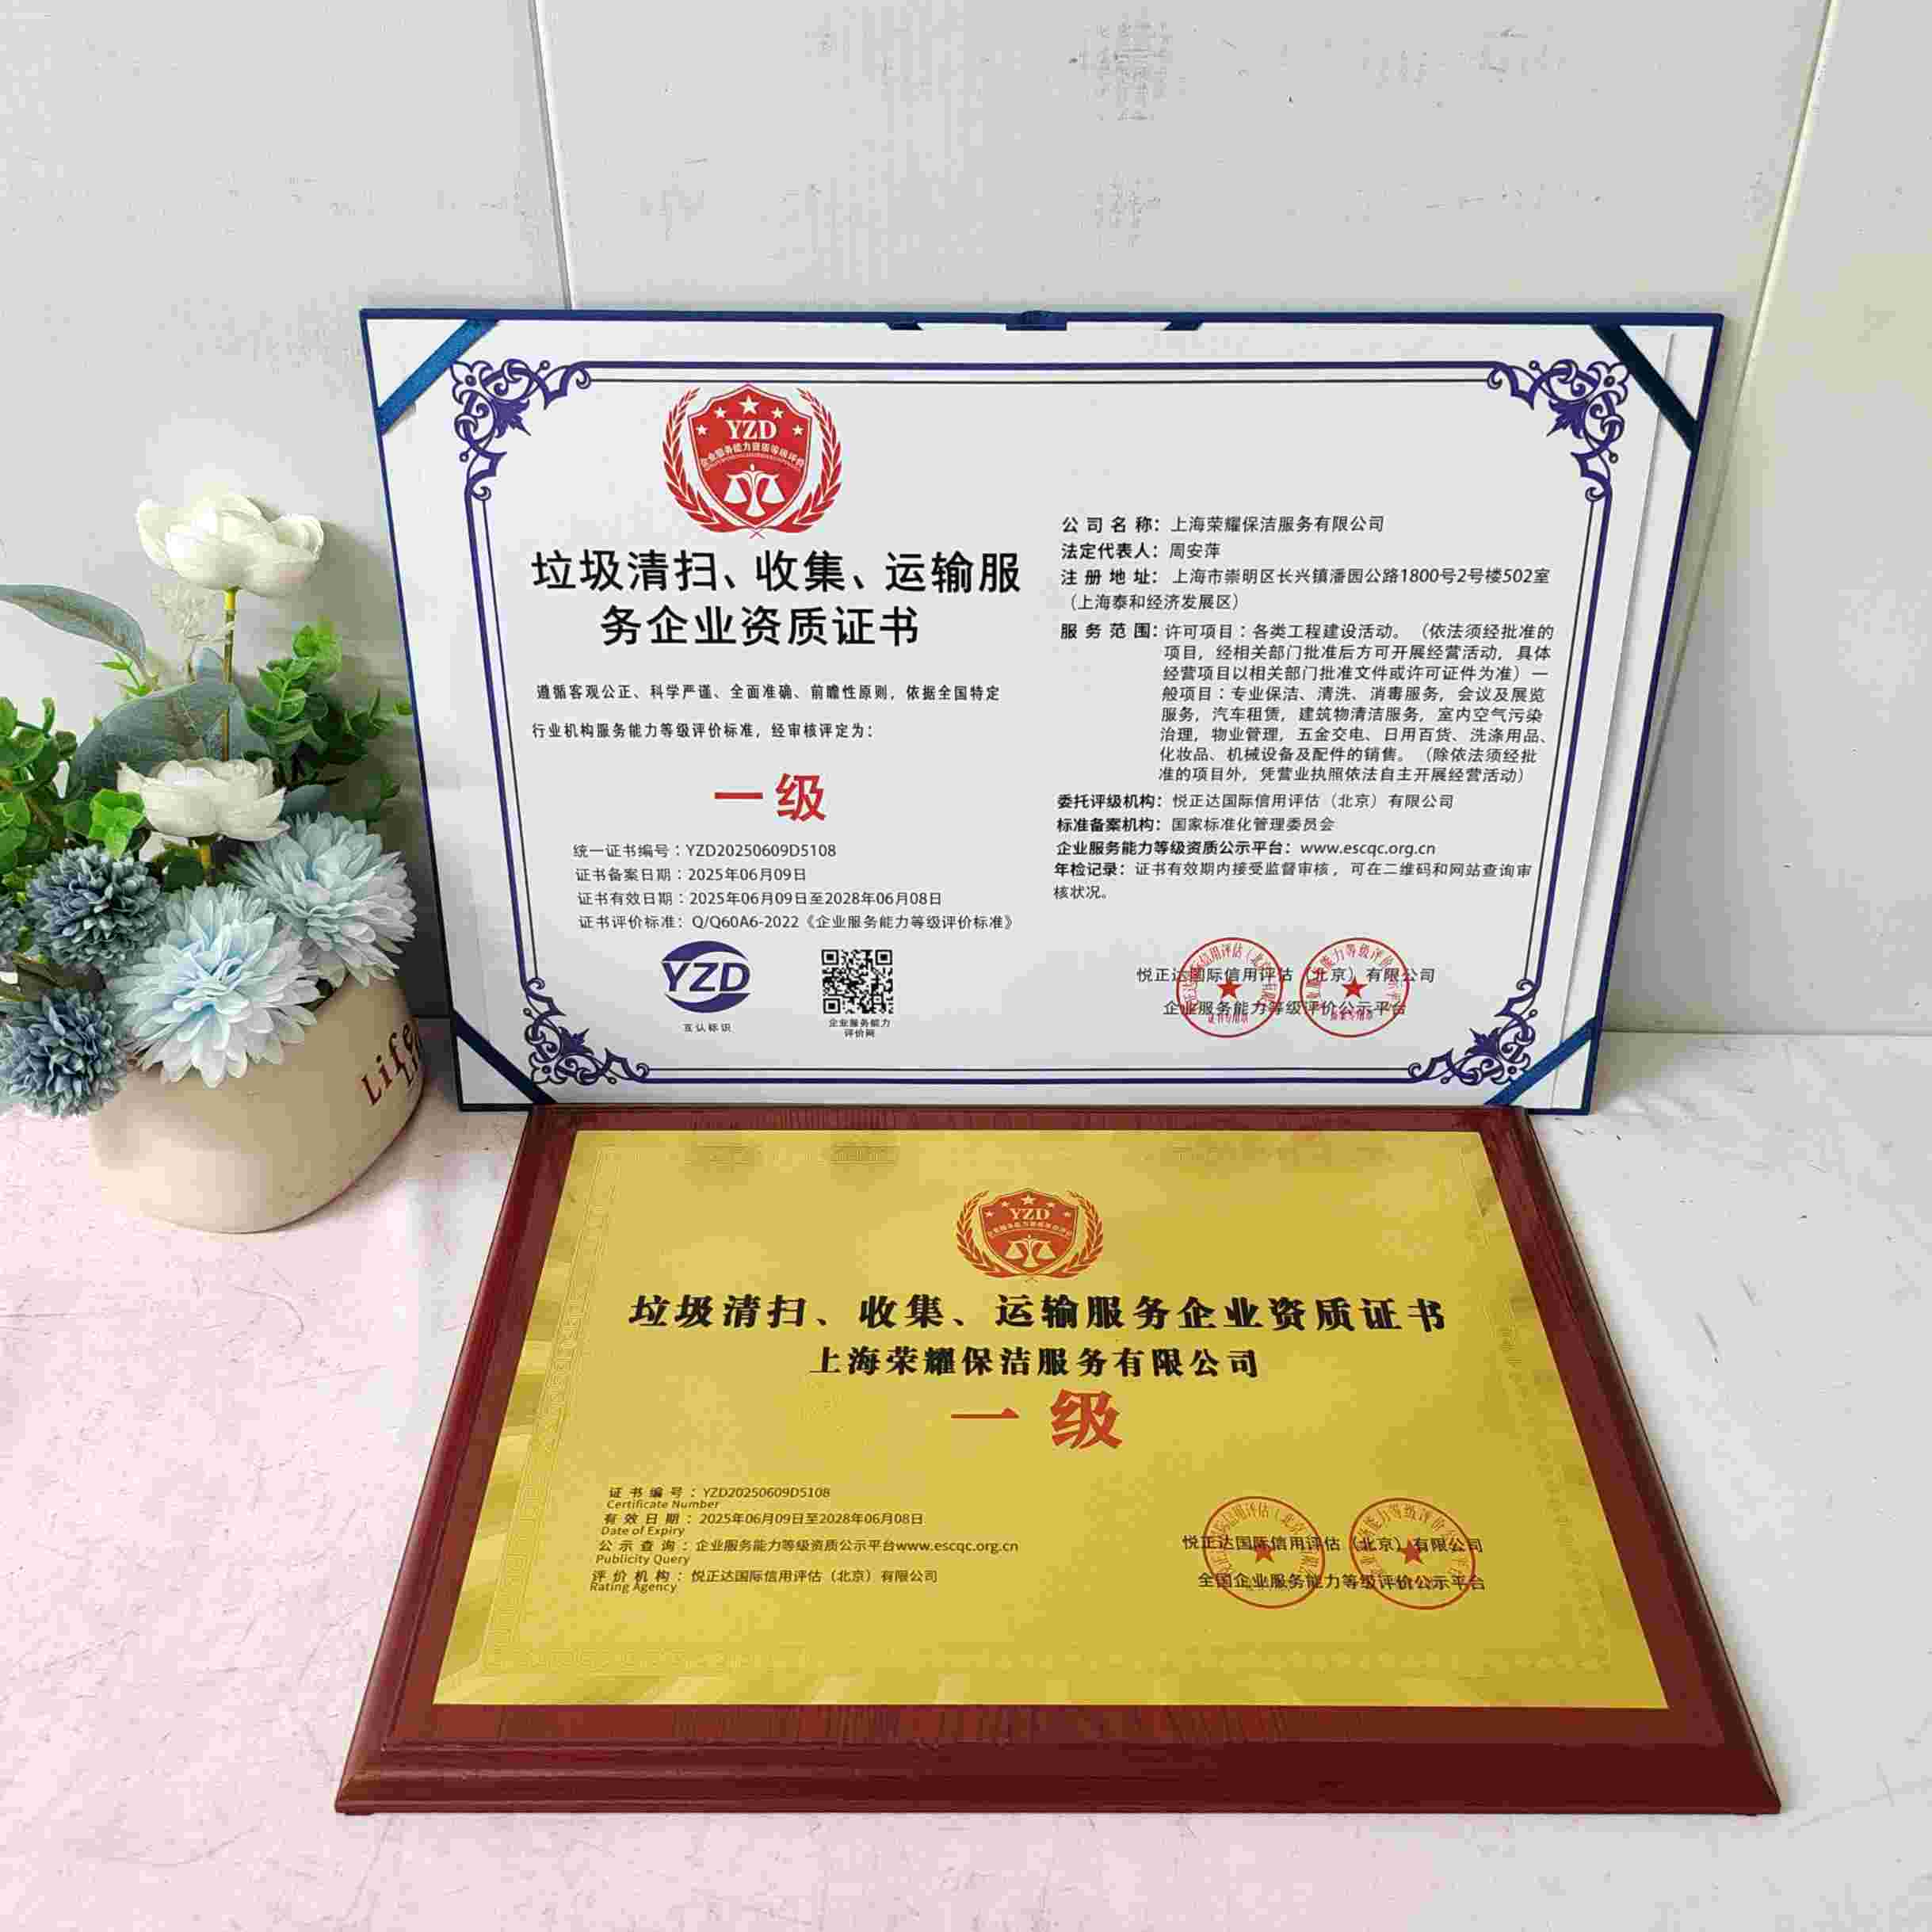 YZD
企业服务能力资质等级评价
垃圾清扫、收集、运输服
务企业资质证书
遵循客观公正、科学严谨、全面准确、前瞻性原则，依据全国特定
行业机构服务能力等级评价标准，经审核评定为：
一级
统一证书编号：YZD20250609D5108
证书备案日期：2025年06月09日
证书有效日期：2025年06月09日至2028年06月08日
证书评价标准：Q/Q60A6-2022《企业服务能力等级评价标准》
YZD
互认标识
企业服务能力
评价网
公司名称：上海荣耀保洁服务有限公司
法定代表人：周安萍
注册地址：上海市崇明区长兴镇潘园公路1800号2号楼502室
（上海泰和经济发展区）
服务范围：许可项目：各类工程建设活动。（依法须经批准的
项目，经相关部门批准后方可开展经营活动，具体
经营项目以相关部门批准文件或许可证件为准）一
般项目：专业保洁、清洗、消毒服务，会议及展览
服务，汽车租赁，建筑物清洁服务，室内空气污染
治理，物业管理，五金交电、日用百货、洗涤用品、
化妆品、机械设备及配件的销售。（除依法须经批
准的项目外，凭营业执照依法自主开展经营活动）
委托评级机构：悦正达国际信用评估（北京）有限公司
标准备案机构：国家标准化管理委员会
企业服务能力等级资质公示平台：www.escqc.org.cn
年检记录：证书有效期内接受监督审核，可在二维码和网站查询审
核状况。
悦正达国际信用评估（北京）有限公司
企业服务能力等级评价公示平台
Life
YZD
垃圾清扫、收集、运输服务企业资质证书
上海荣耀保洁服务有限公司
一级
证书编号：YZD20250609D5108
Certificate Number
有效日期：2025年06月09日至2028年06月08日
Date of Expiry
公示查询：企业服务能力等级资质公示平台www.escqc.org.cn
Publicity Query
评价机构：悦正达国际信用评估（北京）有限公司
Rating Agency
悦正达国际信用评估（北京）有限公司
全国企业服务能力等级评价公示平台